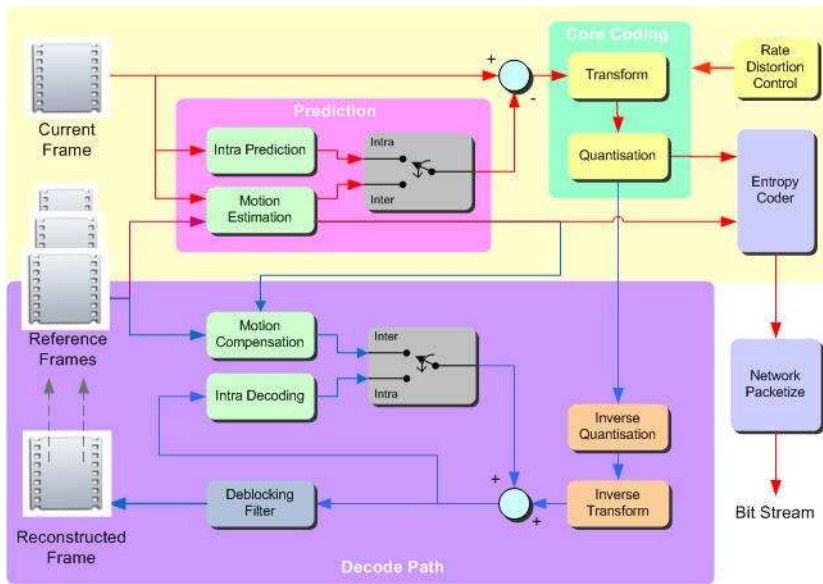 Core Coding
+
-
Transform
Rate
Distortion
Control
Current
Frame
Prediction
Intra Prediction
Intra
Inter
Quantisation
Motion
Estimation
Entropy
Coder
Reference
Frames
Motion
Compensation
Inter
Intra
Intra Decoding
Network
Packetize
Inverse
Quantisation
Deblocking
Filter
+
+
Inverse
Transform
Bit Stream
Reconstructed
Frame
Decode Path